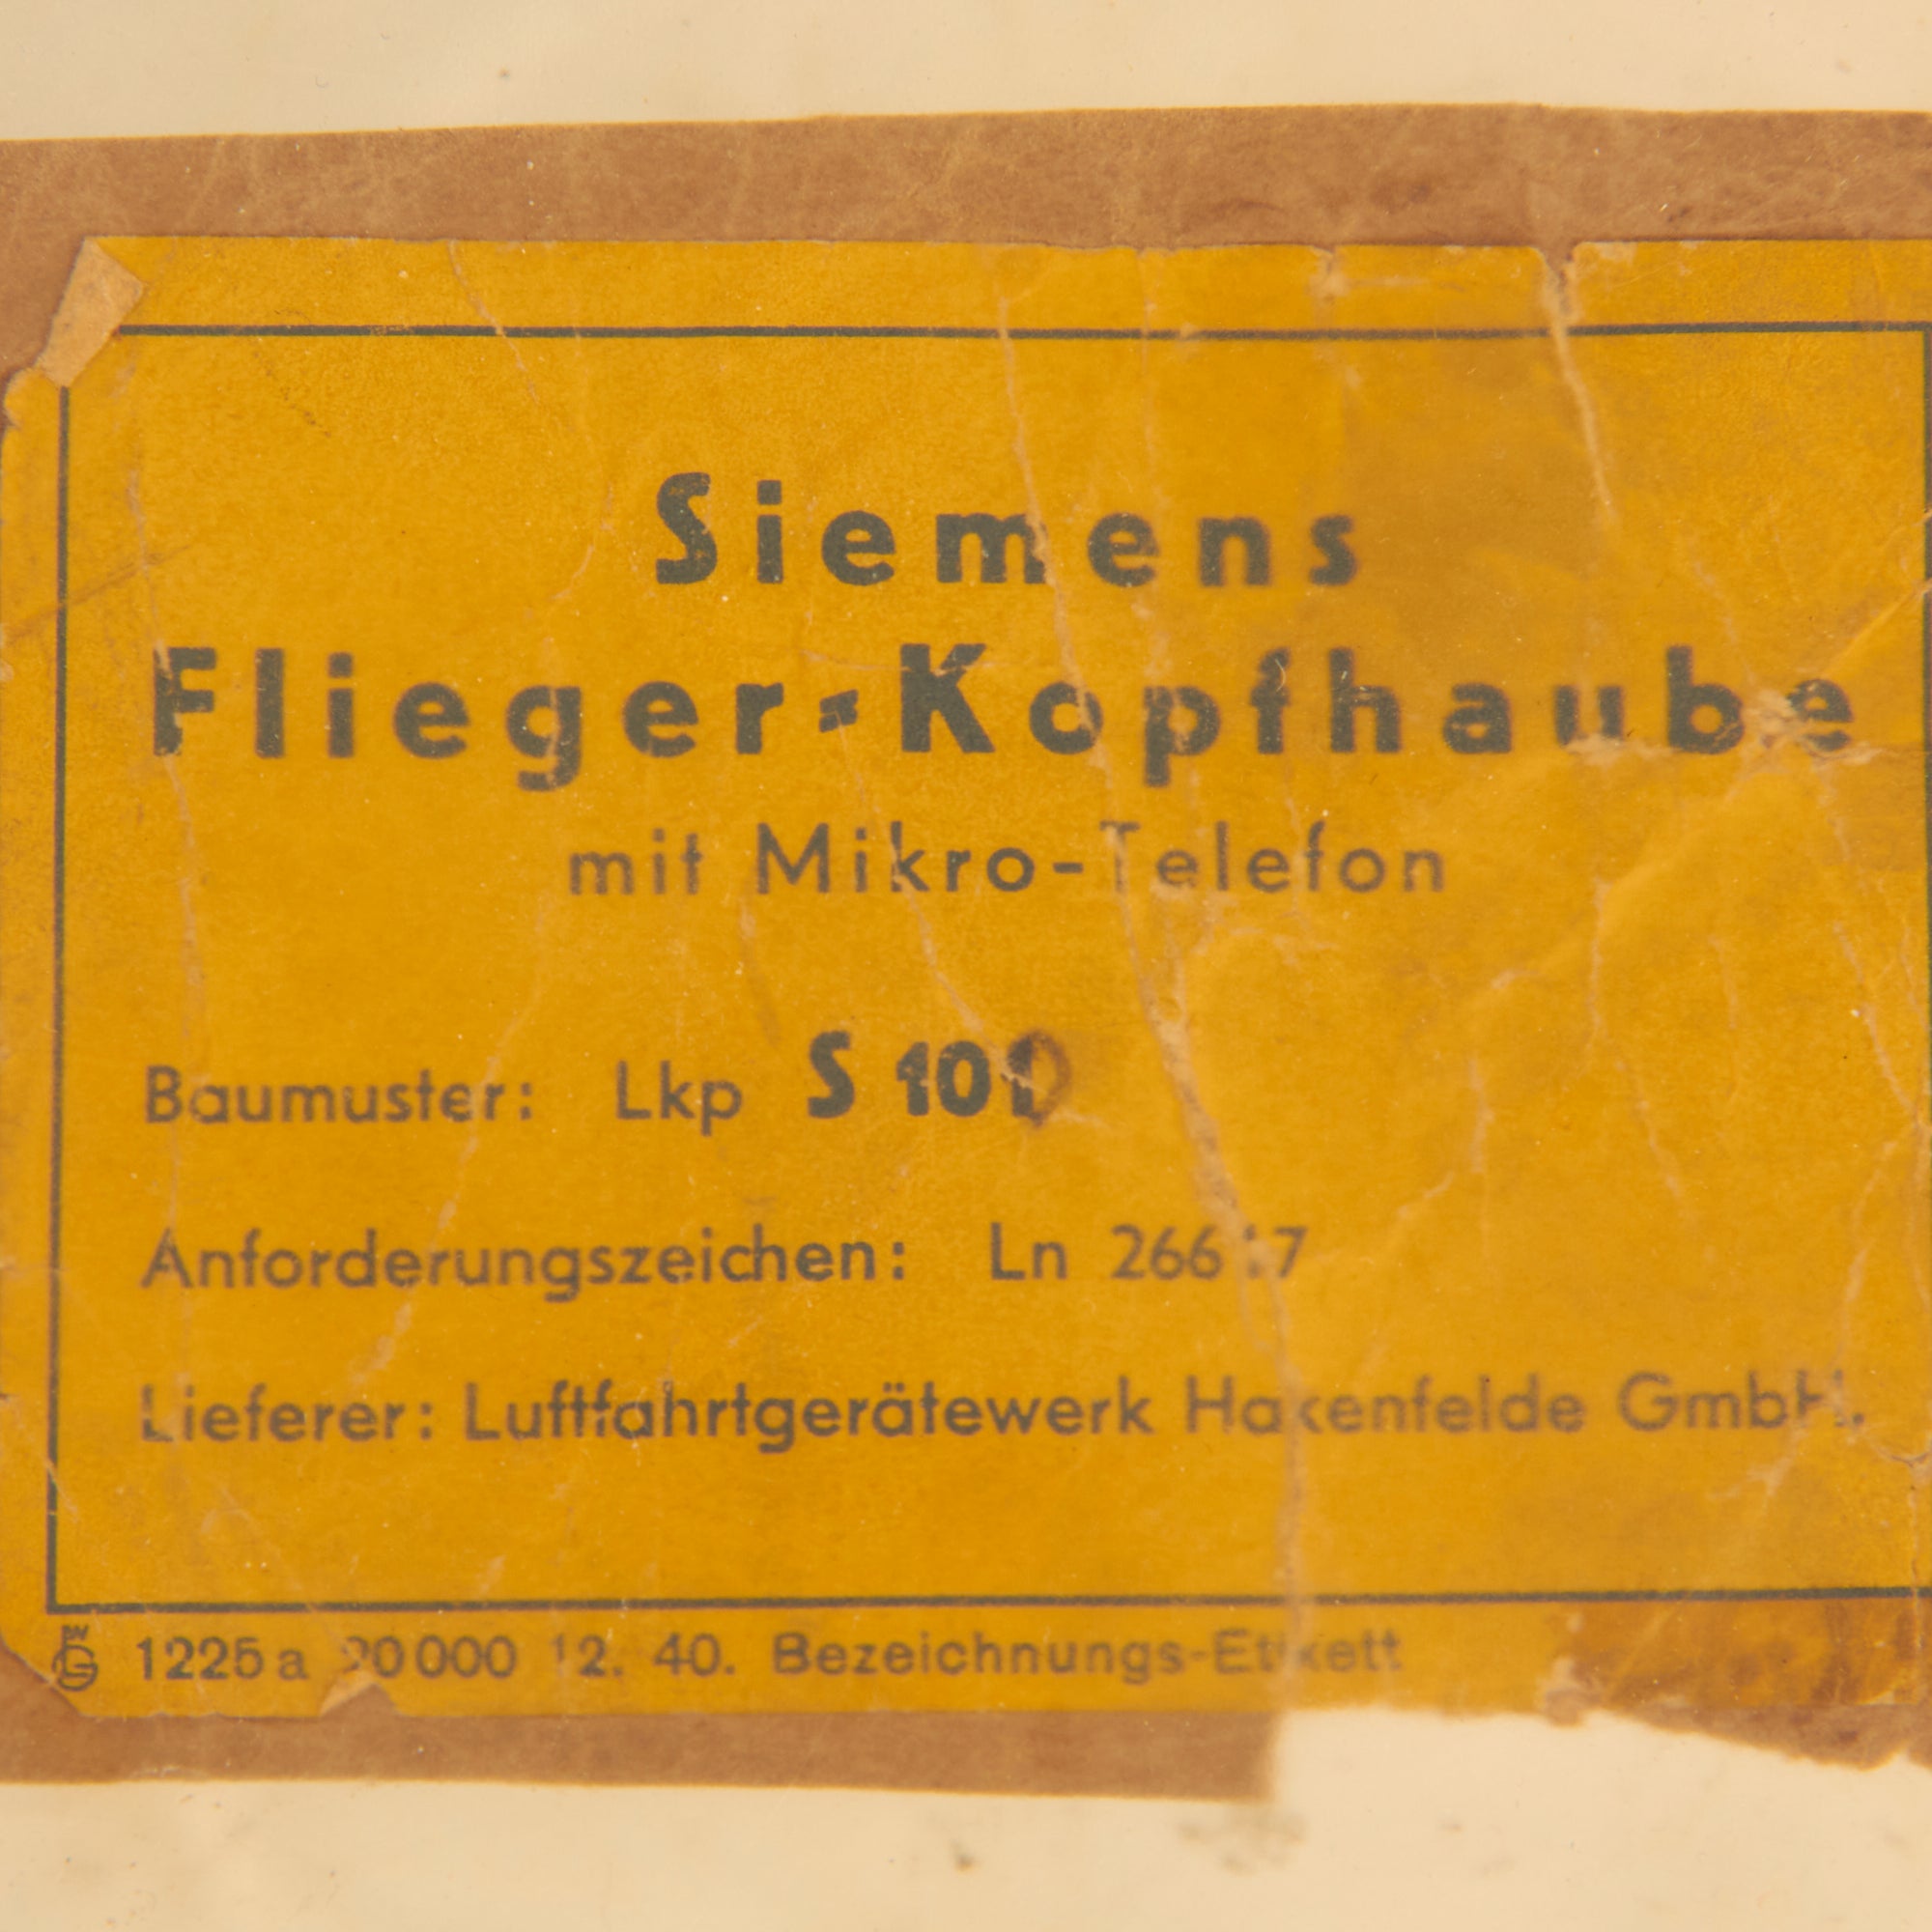 Siemens
Flieger-Kopfhaube
mit Mikro-Telefon
Baumuster: Lkp S 101
Anforderungszeichen: Ln
Lieferer: Luftfahrtgerätewerk Hakenfelde GmbH.
1225a 20000 12. 40. Bezeichnungs-Etikett